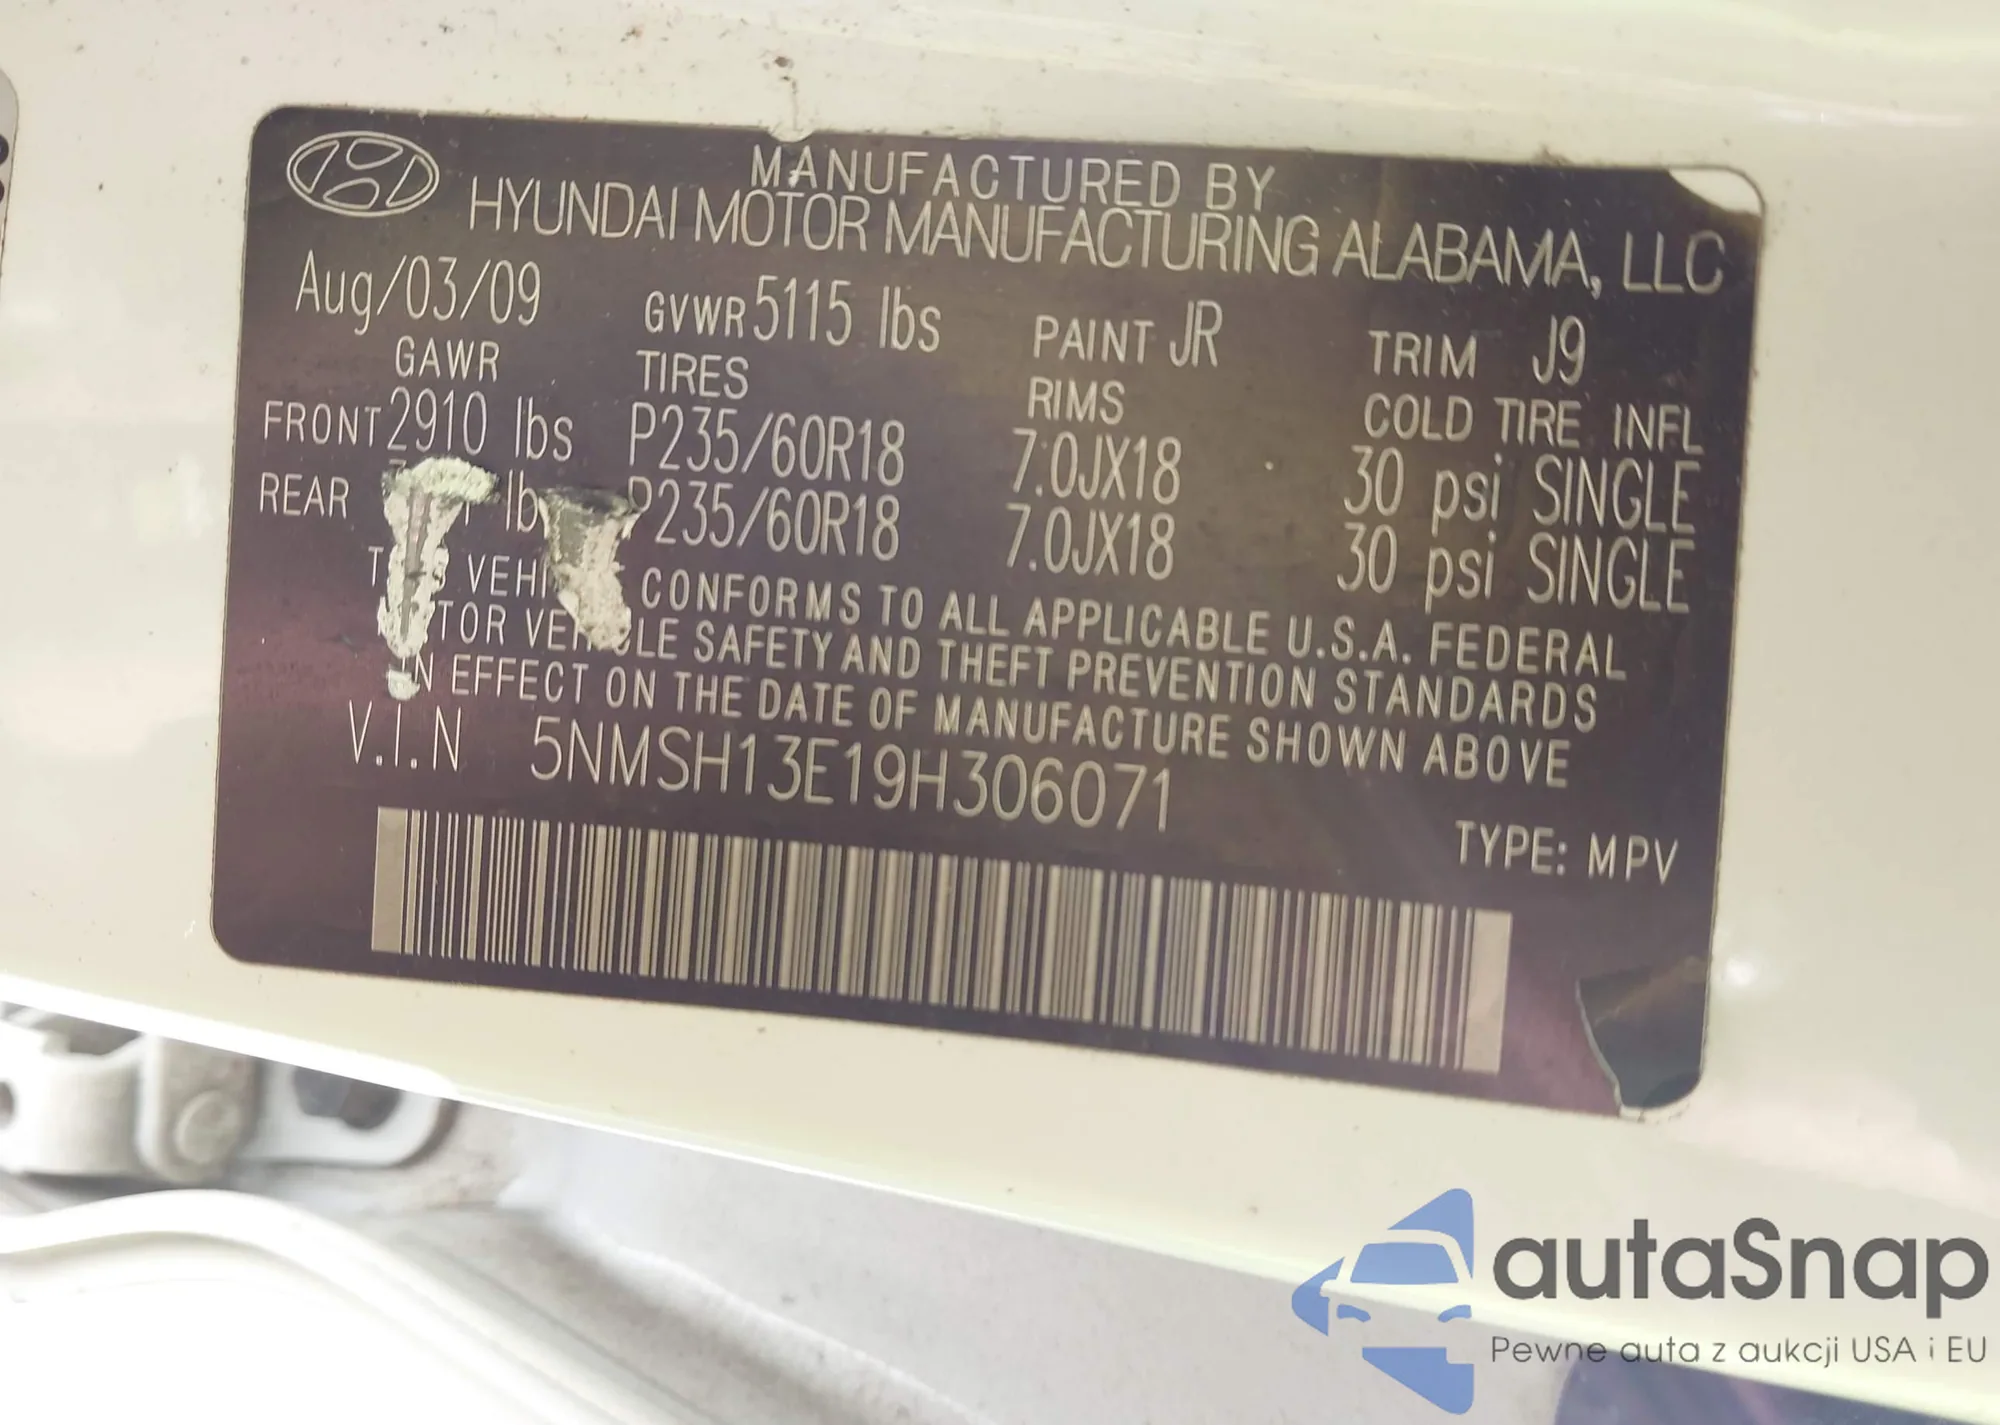 MANUFACTURED BY
HYUNDAI MOTOR MANUFACTURING ALABAMA, LLC
Aug/03/09 GVWR 5115 lbs PAINT JR TRIM J9
GAWR TIRES RIMS COLD TIRE INFL
FRONT 2910 lbs P235/60R18 7.0JX18 30 psi SINGLE
REAR P235/60R18 7.0JX18 30 psi SINGLE
CONFORMS TO ALL APPLICABLE U.S.A. FEDERAL
SAFETY AND THEFT PREVENTION STANDARDS
IN EFFECT ON THE DATE OF MANUFACTURE SHOWN ABOVE
V.I.N 5NMSH13E19H306071
TYPE: MPV
autaSnap
Pewne auta z aukcji USA i EU